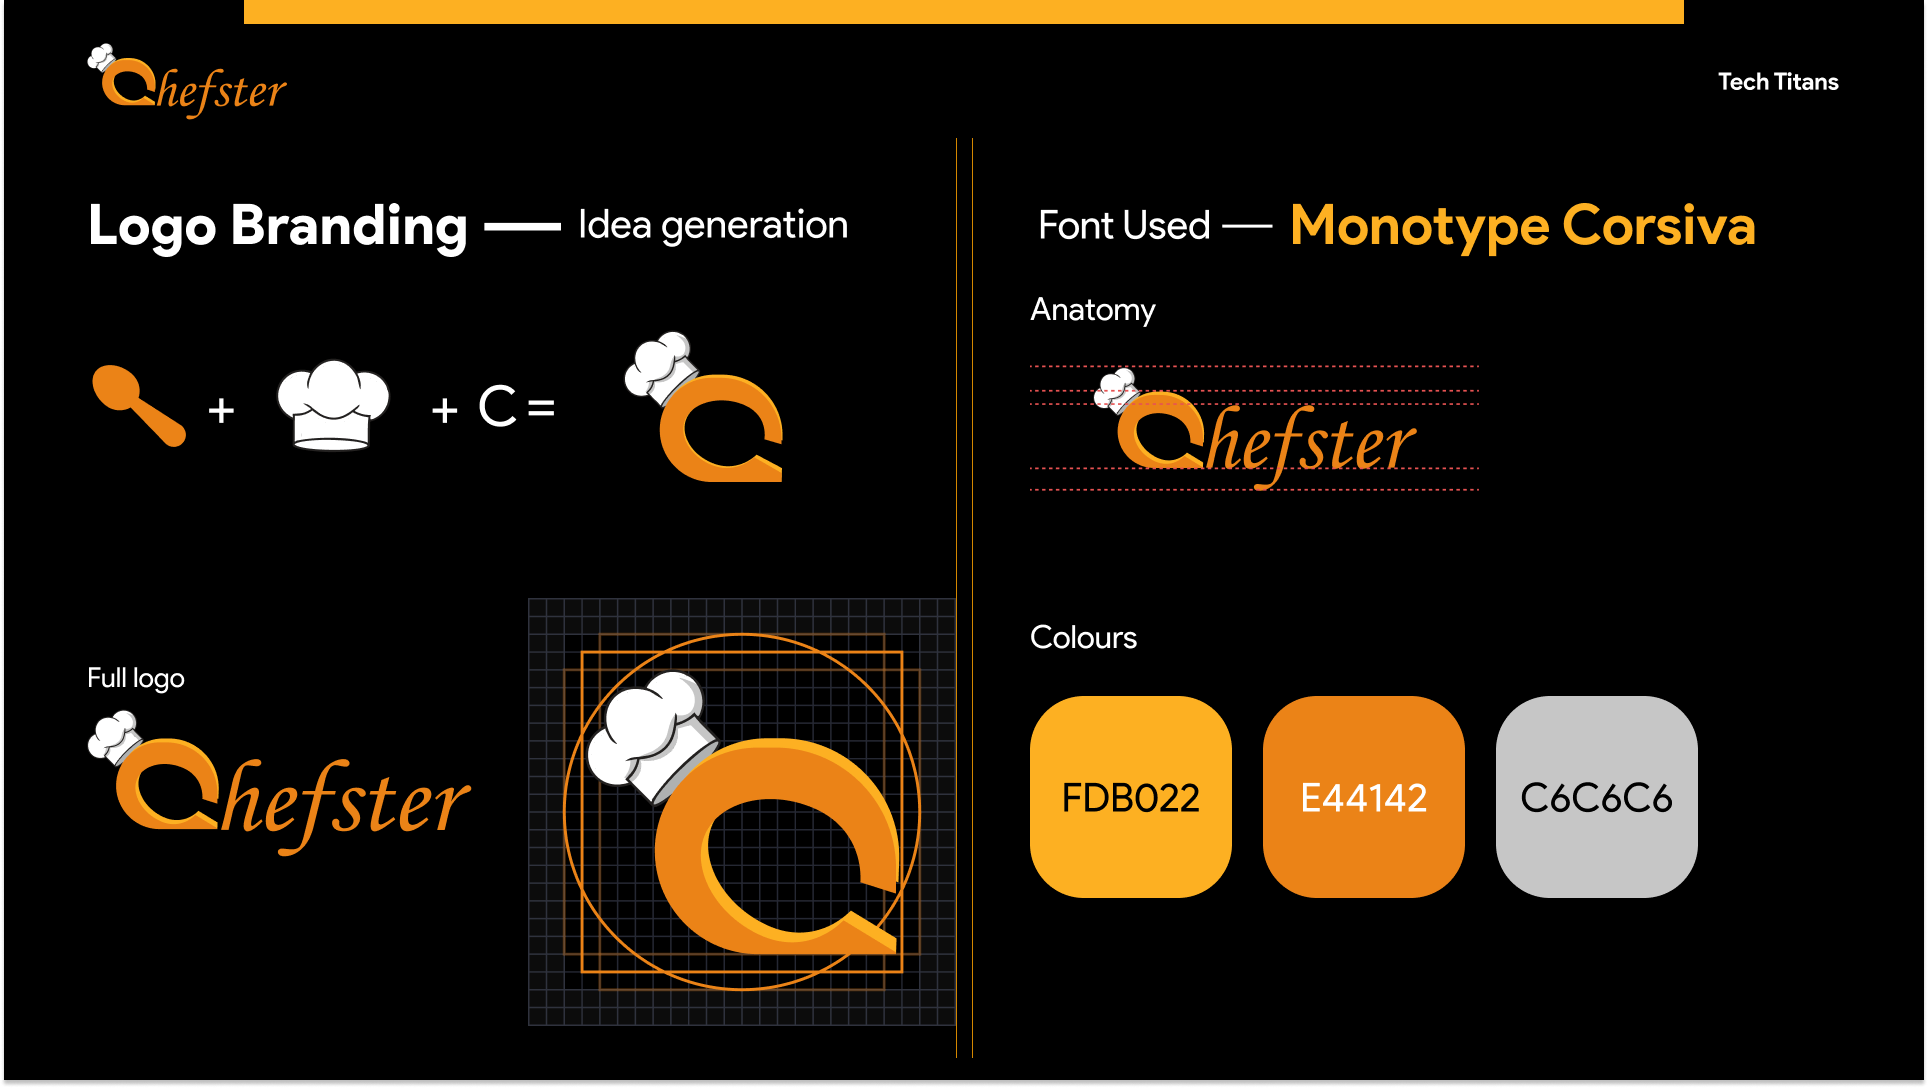 Chefster
Tech Titans
Logo Branding — Idea generation
+ + C =
Full logo
Chefster
Font Used — Monotype Corsiva
Anatomy
Chefster
Colours
FDB022
E44142
C6C6C6